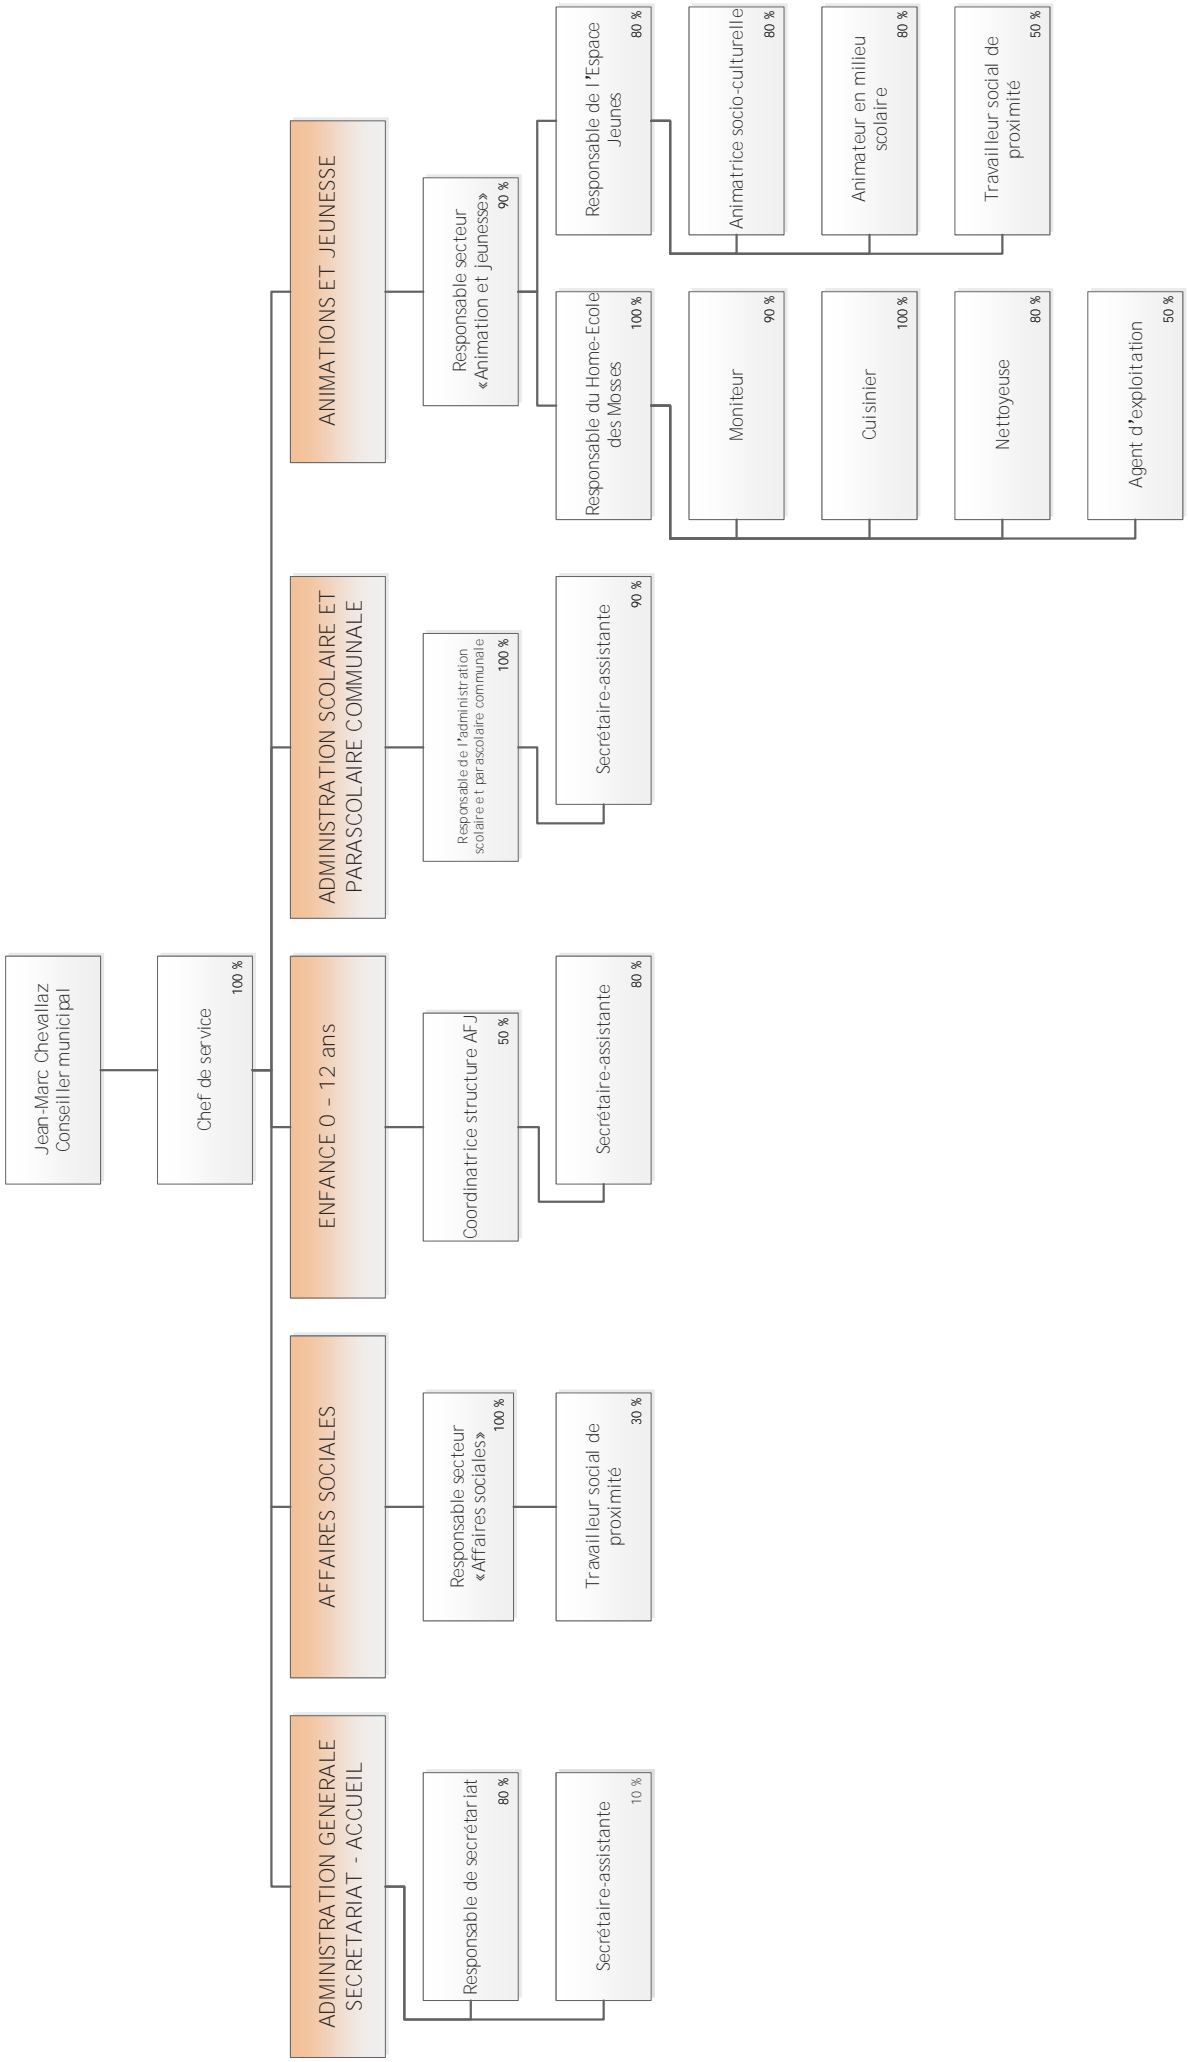 Jean-Marc Chevallaz
Conseiller municipal
Chef de service
100 %
ADMINISTRATION GENERALE
SECRETARIAT - ACCUEIL
Responsable de secrétariat
80 %
Secrétaire-assistante
10 %
AFFAIRES SOCIALES
Responsable secteur
«Affaires sociales»
100 %
Travailleur social de
proximité
30 %
ENFANCE 0 - 12 ans
Coordinatrice structure AFJ
50 %
Secrétaire-assistante
80 %
ADMINISTRATION SCOLAIRE ET
PARASCOLAIRE COMMUNALE
Responsable de l'administration
scolaire et parascolaire communale
100 %
Secrétaire-assistante
90 %
ANIMATIONS ET JEUNESSE
Responsable secteur
«Animation et jeunesse»
90 %
Responsable du Home-Ecole
des Mosses
100 %
Moniteur
90 %
Cuisinier
100 %
Nettoyeuse
80 %
Agent d'exploitation
50 %
Responsable de l'Espace
Jeunes
80 %
Animatrice socio-culturelle
80 %
Animateur en milieu
scolaire
80 %
Travailleur social de
proximité
50 %